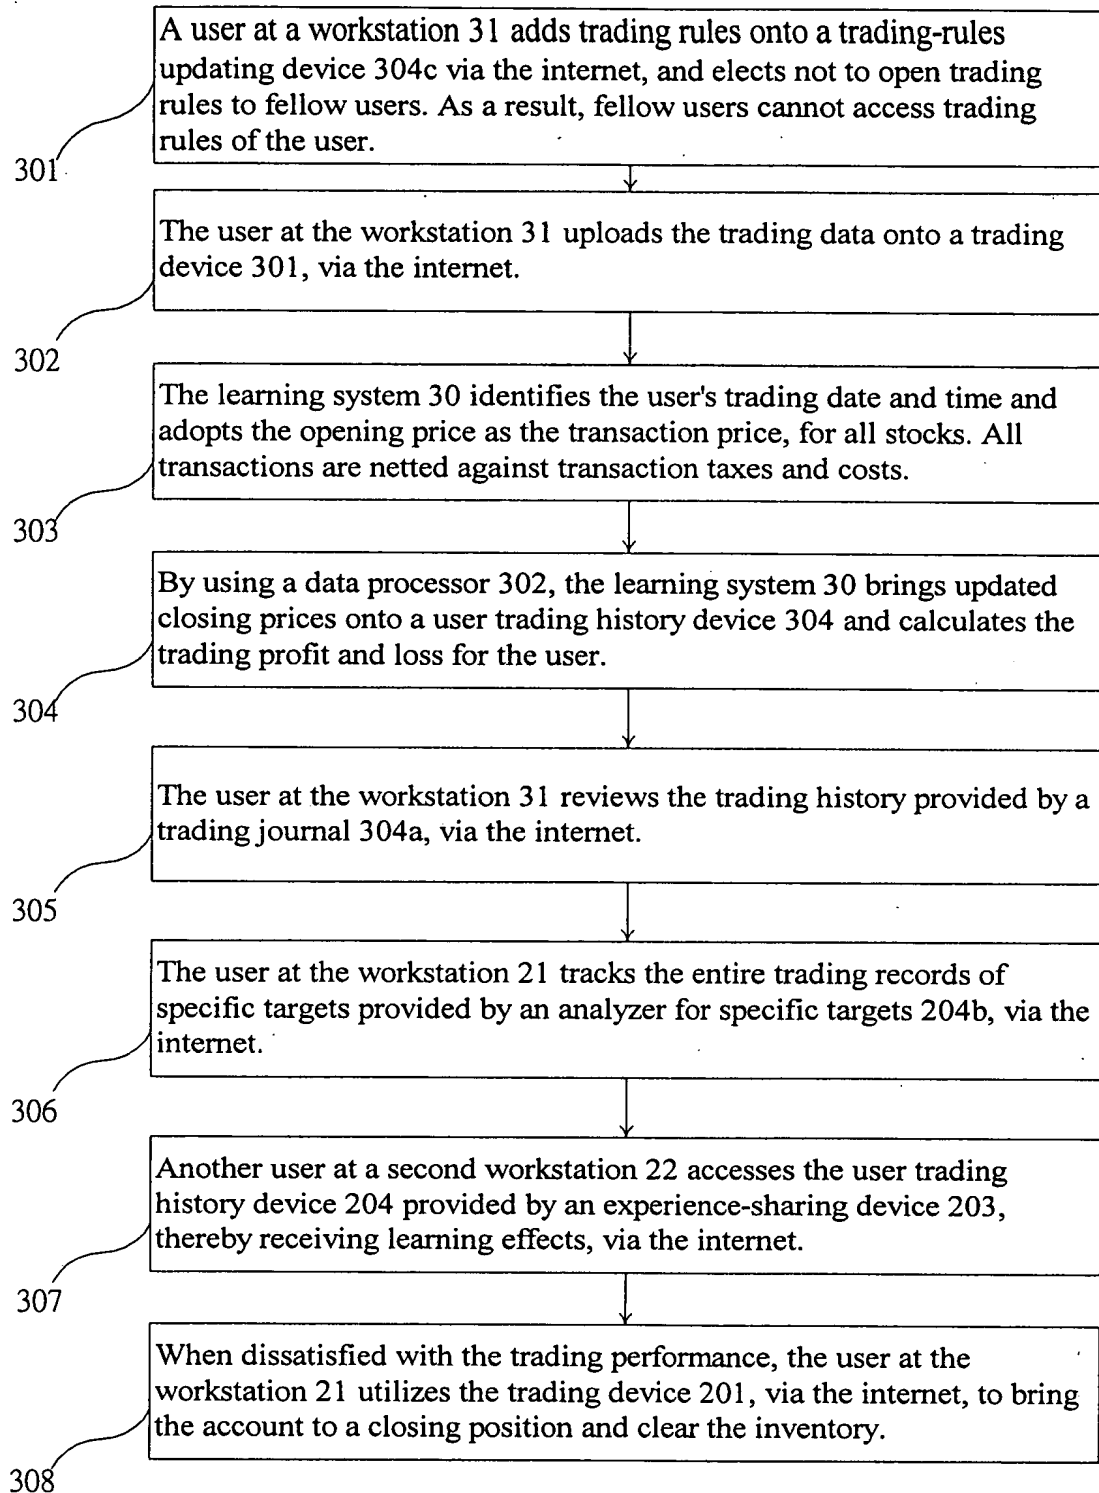 A user at a workstation 31 adds trading rules onto a trading-rules
updating device 304c via the internet, and elects not to open trading
rules to fellow users. As a result, fellow users cannot access trading
rules of the user.
301
The user at the workstation 31 uploads the trading data onto a trading
device 301, via the internet.
302
The learning system 30 identifies the user's trading date and time and
adopts the opening price as the transaction price, for all stocks. All
transactions are netted against transaction taxes and costs.
303
By using a data processor 302, the learning system 30 brings updated
closing prices onto a user trading history device 304 and calculates the
trading profit and loss for the user.
304
The user at the workstation 31 reviews the trading history provided by a
trading journal 304a, via the internet.
305
The user at the workstation 21 tracks the entire trading records of
specific targets provided by an analyzer for specific targets 204b, via the
internet.
306
Another user at a second workstation 22 accesses the user trading
history device 204 provided by an experience-sharing device 203,
thereby receiving learning effects, via the internet.
307
When dissatisfied with the trading performance, the user at the
workstation 21 utilizes the trading device 201, via the internet, to bring
the account to a closing position and clear the inventory.
308